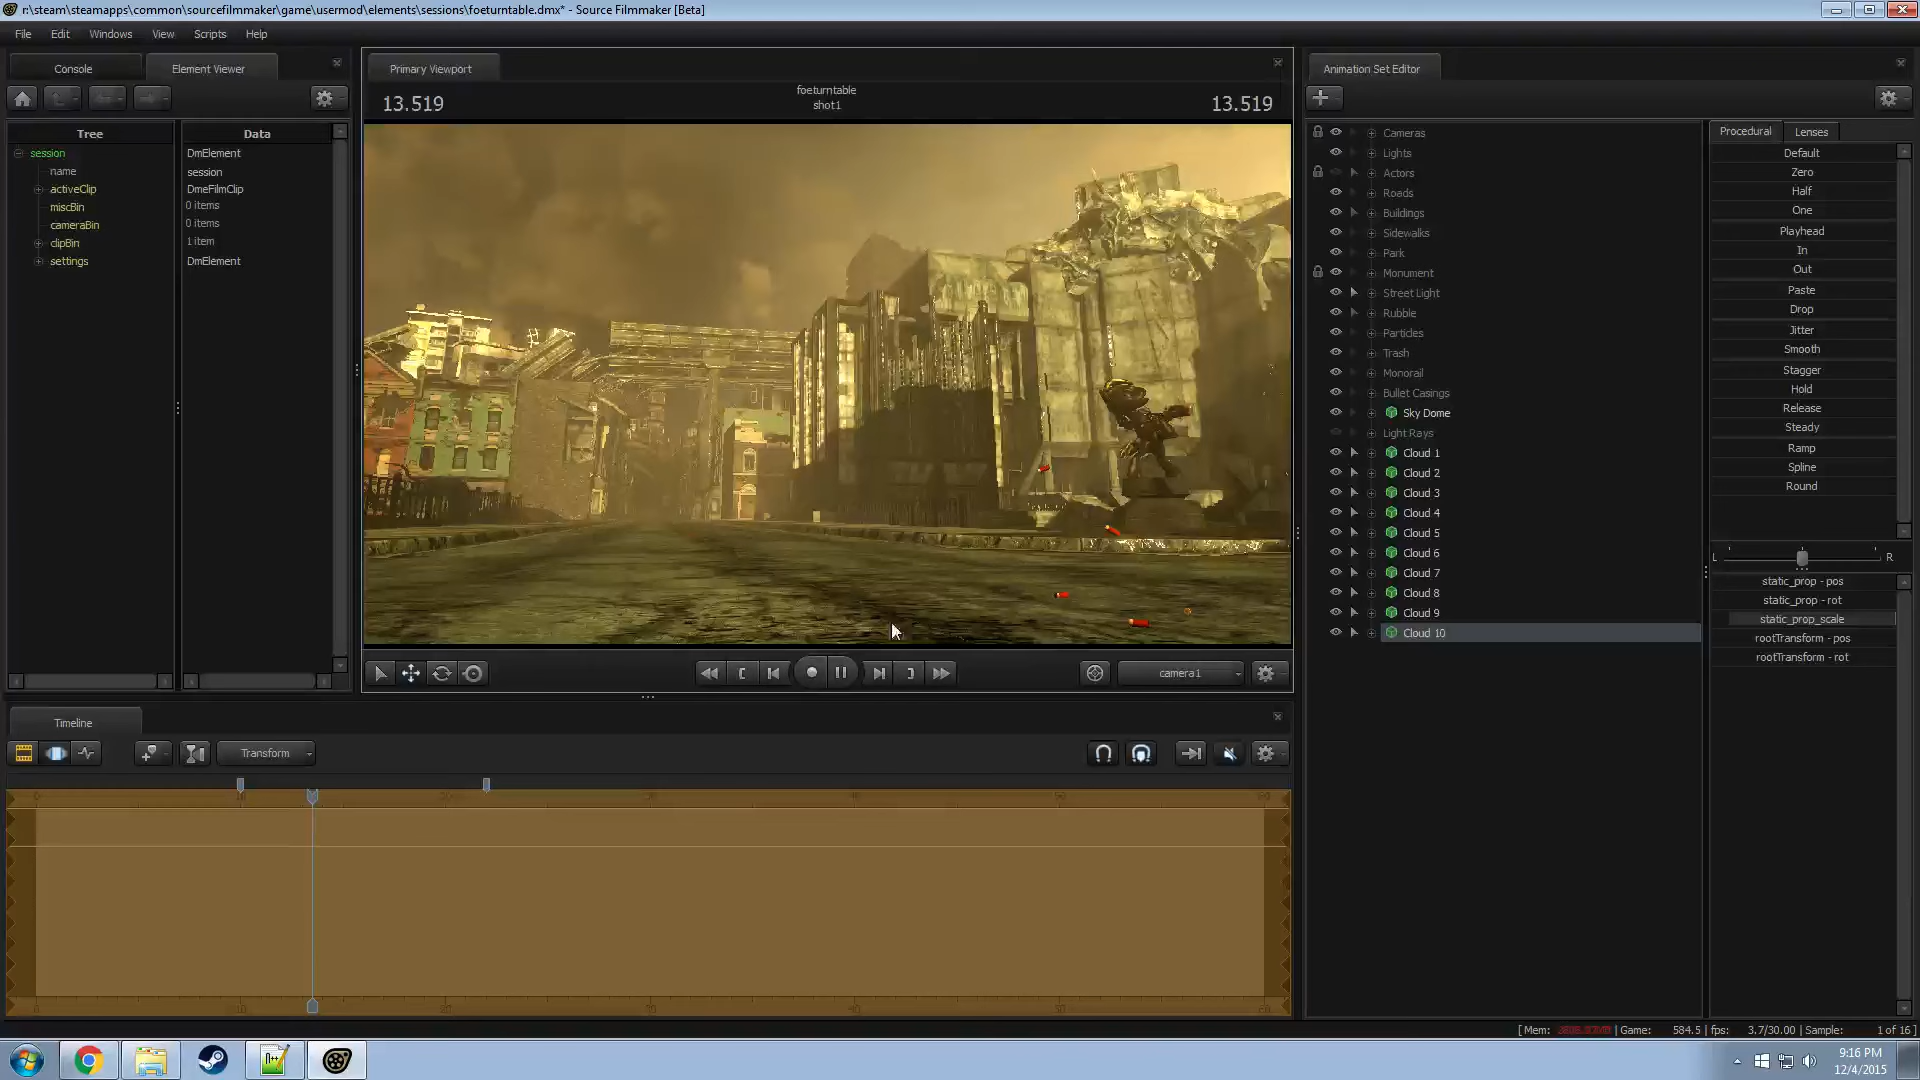 r:\steam\steamapps\common\sourcefilmmaker\game\usermod\elements\sessions\foeturntable.dmx* - Source Filmmaker [Beta]
File Edit Windows View Scripts Help
Console
Element Viewer
Tree
Data
session
DmElement
name
session
activeClip
DmeFilmClip
miscBin
0 items
cameraBin
0 items
clipBin
1 item
settings
DmElement
Primary Viewport
13.519
foeturntable
shot1
13.519
camera1
Animation Set Editor
Cameras
Lights
Actors
Roads
Buildings
Sidewalks
Park
Monument
Street Light
Rubble
Particles
Trash
Monorail
Bullet Casings
Sky Dome
Light Rays
Cloud 1
Cloud 2
Cloud 3
Cloud 4
Cloud 5
Cloud 6
Cloud 7
Cloud 8
Cloud 9
Cloud 10
Procedural
Lenses
Default
Zero
Half
One
Playhead
In
Out
Paste
Drop
Jitter
Smooth
Stagger
Hold
Release
Steady
Ramp
Spline
Round
L R
static_prop - pos
static_prop - rot
static_prop_scale
rootTransform - pos
rootTransform - rot
Timeline
Transform
[ Mem: | Game: 584.5 | fps: 3.7/30.00 | Sample: 1 of 16 ]
9:16 PM
12/4/2015